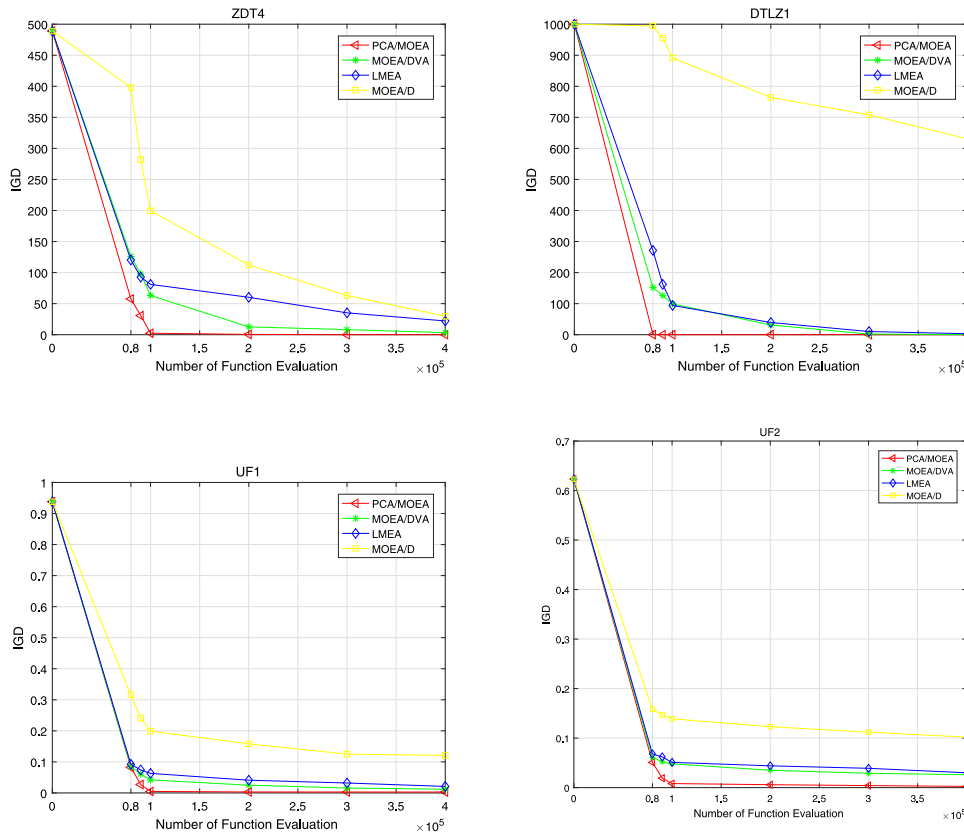 ZDT4
500
450
400
350
300
250
200
150
100
50
0
IGD
PCA/MOEA
MOEA/DVA
LMEA
MOEA/D
0 0.8 1 1.5 2 2.5 3 3.5 4
Number of Function Evaluation
×10^5
DTLZ1
1000
900
800
700
600
500
400
300
200
100
0
IGD
PCA/MOEA
MOEA/DVA
LMEA
MOEA/D
0 0.8 1 1.5 2 2.5 3 3.5 4
Number of Function Evaluation
×10^5
UF1
1
0.9
0.8
0.7
0.6
0.5
0.4
0.3
0.2
0.1
0
IGD
PCA/MOEA
MOEA/DVA
LMEA
MOEA/D
0 0.8 1 1.5 2 2.5 3 3.5 4
Number of Function Evaluation
×10^5
UF2
0.7
0.6
0.5
0.4
0.3
0.2
0.1
0
IGD
PCA/MOEA
MOEA/DVA
LMEA
MOEA/D
0 0.8 1 1.5 2 2.5 3 3.5 4
Number of Function Evaluation
×10^5